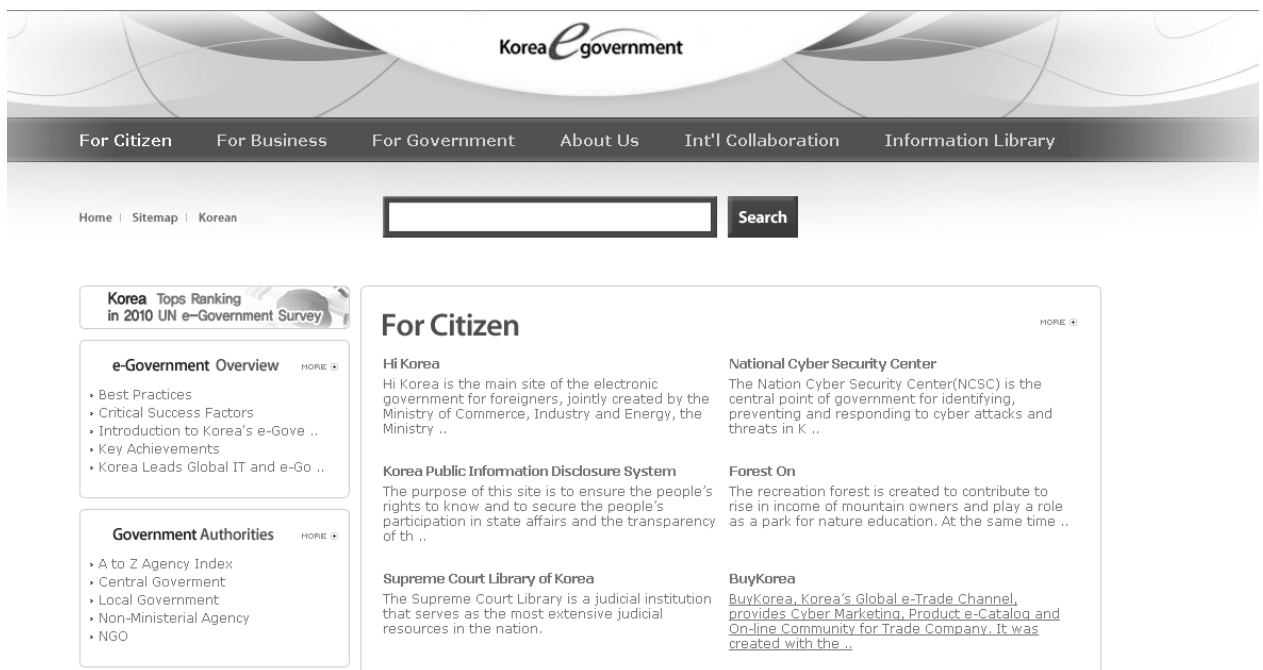 Korea e government
For Citizen For Business For Government About Us Int'l Collaboration Information Library
Home | Sitemap | Korean
Search
Korea Tops Ranking
in 2010 UN e-Government Survey
e-Government Overview MORE
Best Practices
Critical Success Factors
Introduction to Korea's e-Gove ..
Key Achievements
Korea Leads Global IT and e-Go ..
Government Authorities MORE
A to Z Agency Index
Central Goverment
Local Government
Non-Ministerial Agency
NGO
For Citizen MORE
Hi Korea
Hi Korea is the main site of the electronic
government for foreigners, jointly created by the
Ministry of Commerce, Industry and Energy, the
Ministry ..
National Cyber Security Center
The Nation Cyber Security Center(NCSC) is the
central point of government for identifying,
preventing and responding to cyber attacks and
threats in K ..
Korea Public Information Disclosure System
The purpose of this site is to ensure the people's
rights to know and to secure the people's
participation in state affairs and the transparency
of th ..
Forest On
The recreation forest is created to contribute to
rise in income of mountain owners and play a role
as a park for nature education. At the same time ..
Supreme Court Library of Korea
The Supreme Court Library is a judicial institution
that serves as the most extensive judicial
resources in the nation.
BuyKorea
BuyKorea, Korea's Global e-Trade Channel,
provides Cyber Marketing, Product e-Catalog and
On-line Community for Trade Company. It was
created with the ..